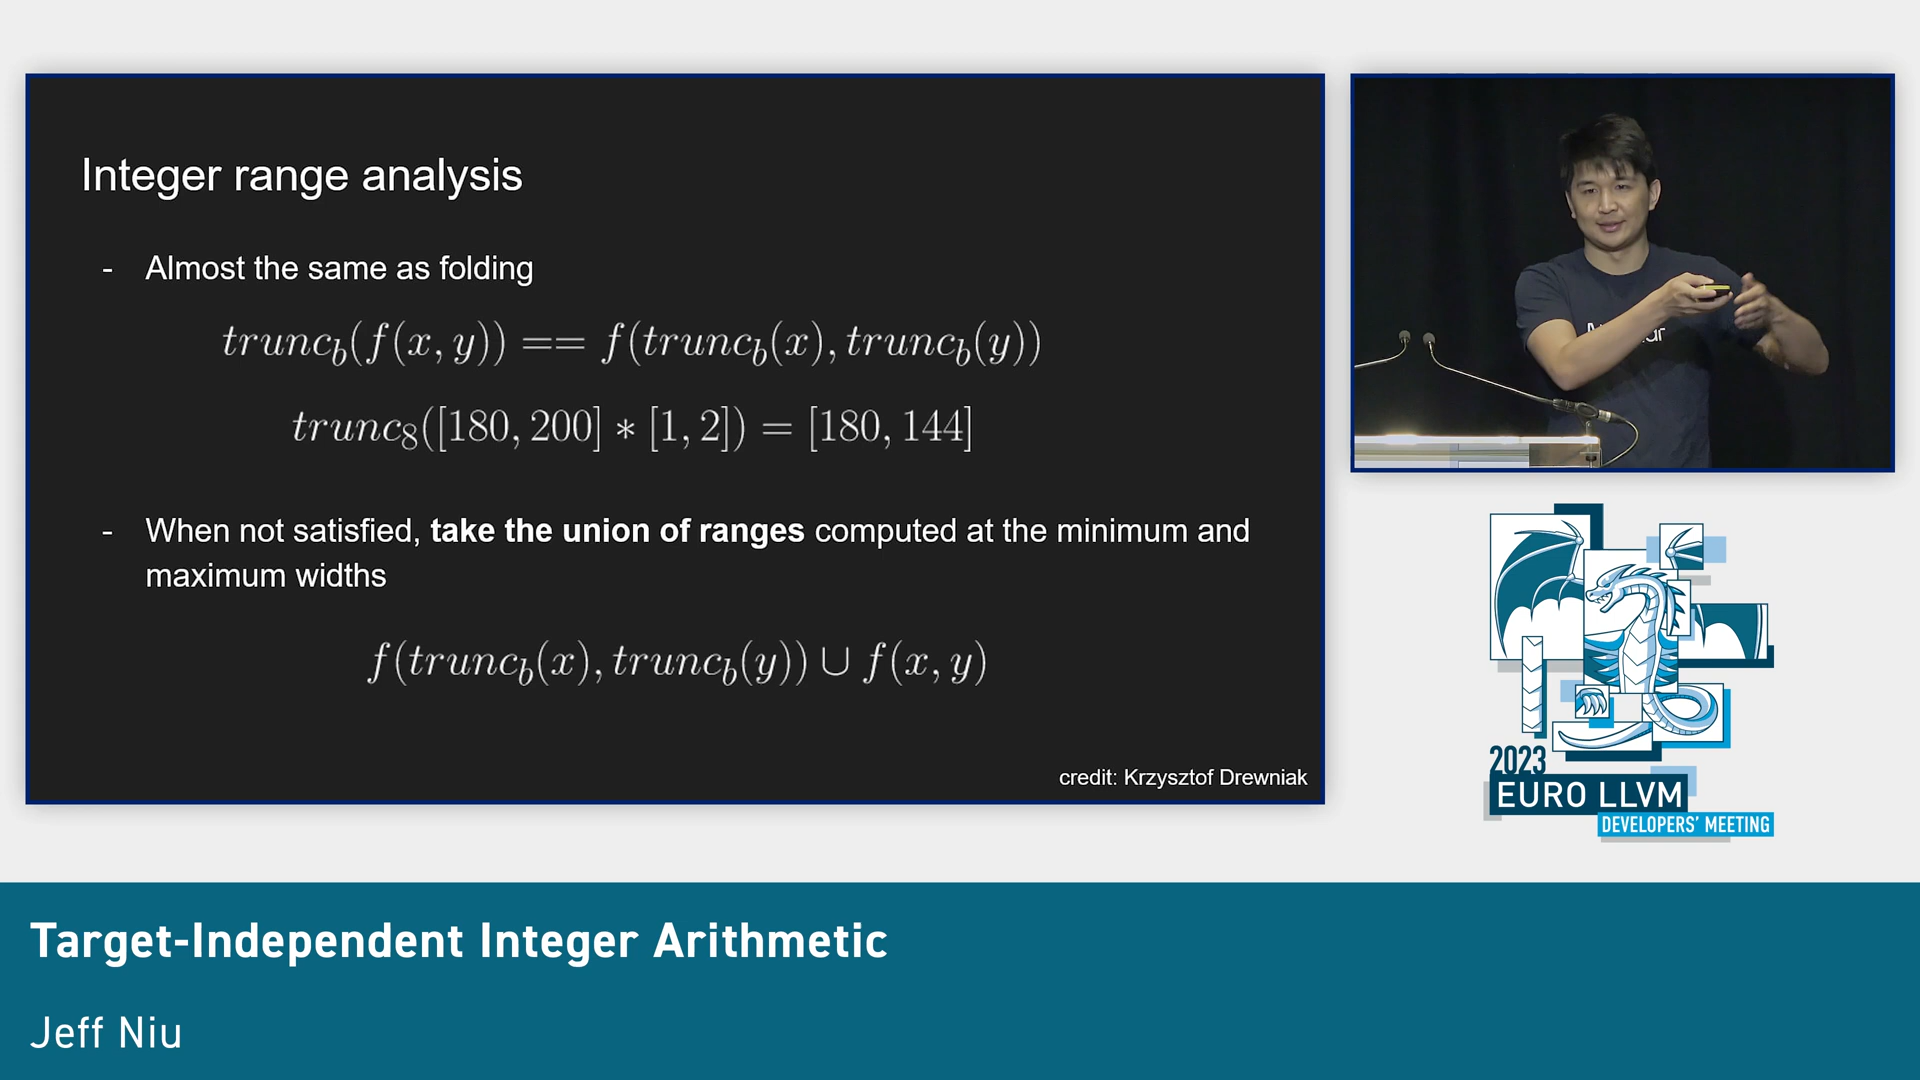 Integer range analysis
- Almost the same as folding
trunc_b(f(x, y)) == f(trunc_b(x), trunc_b(y))
trunc_8([180, 200] * [1, 2]) = [180, 144]
- When not satisfied, take the union of ranges computed at the minimum and
maximum widths
f(trunc_b(x), trunc_b(y)) ∪ f(x, y)
credit: Krzysztof Drewniak
2023
EURO LLVM
DEVELOPERS' MEETING
Target-Independent Integer Arithmetic
Jeff Niu